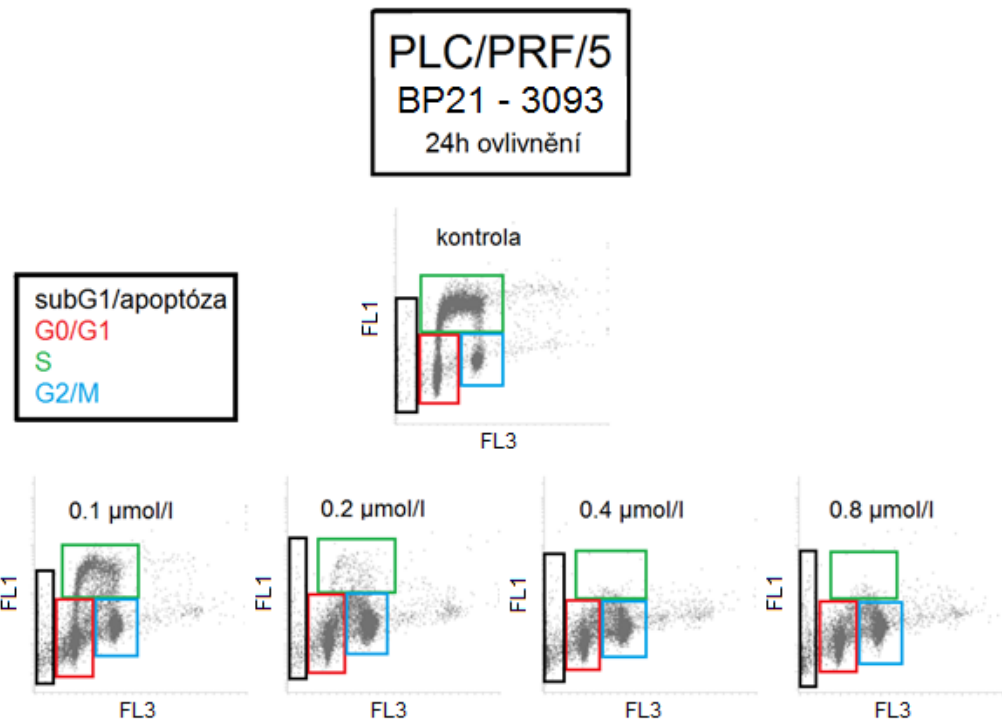 PLC/PRF/5
BP21 - 3093
24h ovlivnění
kontrola
FL1
FL3
subG1/apoptóza
G0/G1
S
G2/M
0.1 µmol/l
FL1
FL3
0.2 µmol/l
FL1
FL3
0.4 µmol/l
FL1
FL3
0.8 µmol/l
FL1
FL3